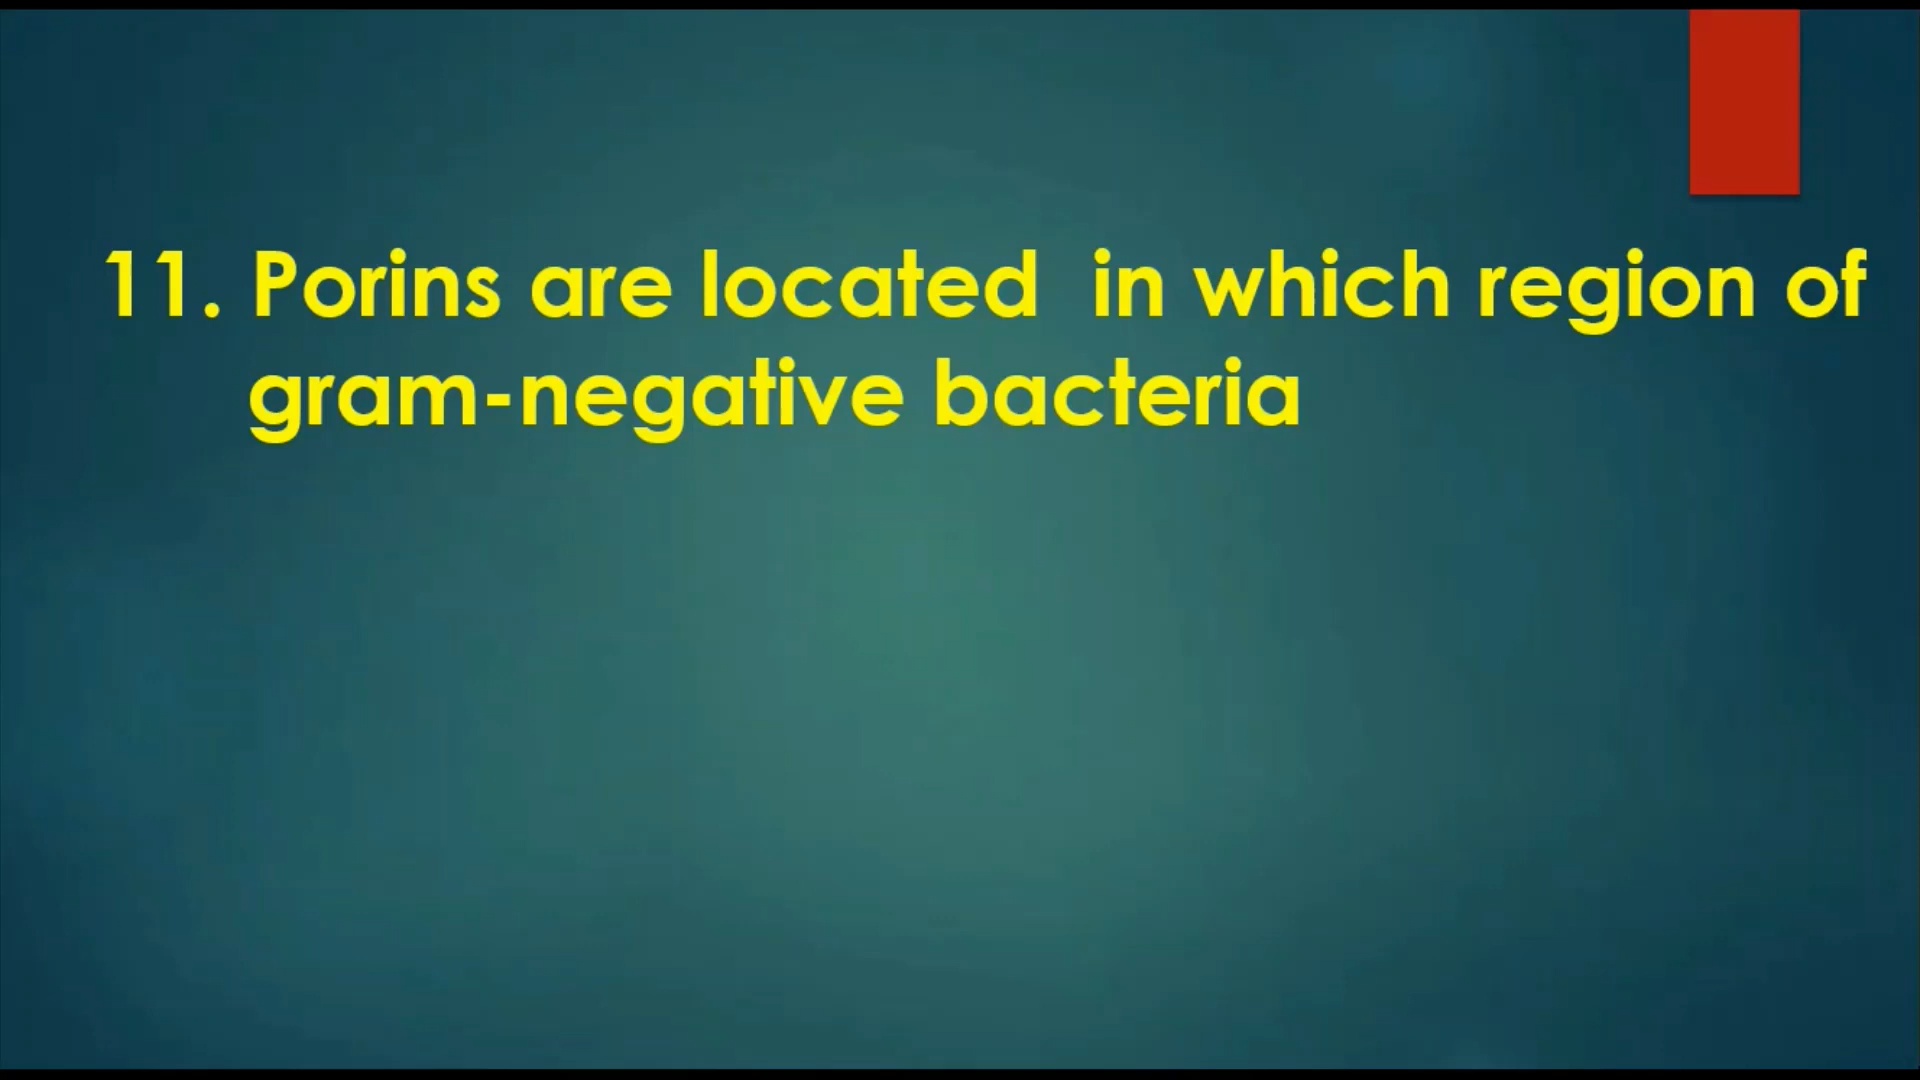 11. Porins are located  in which region of
gram-negative bacteria